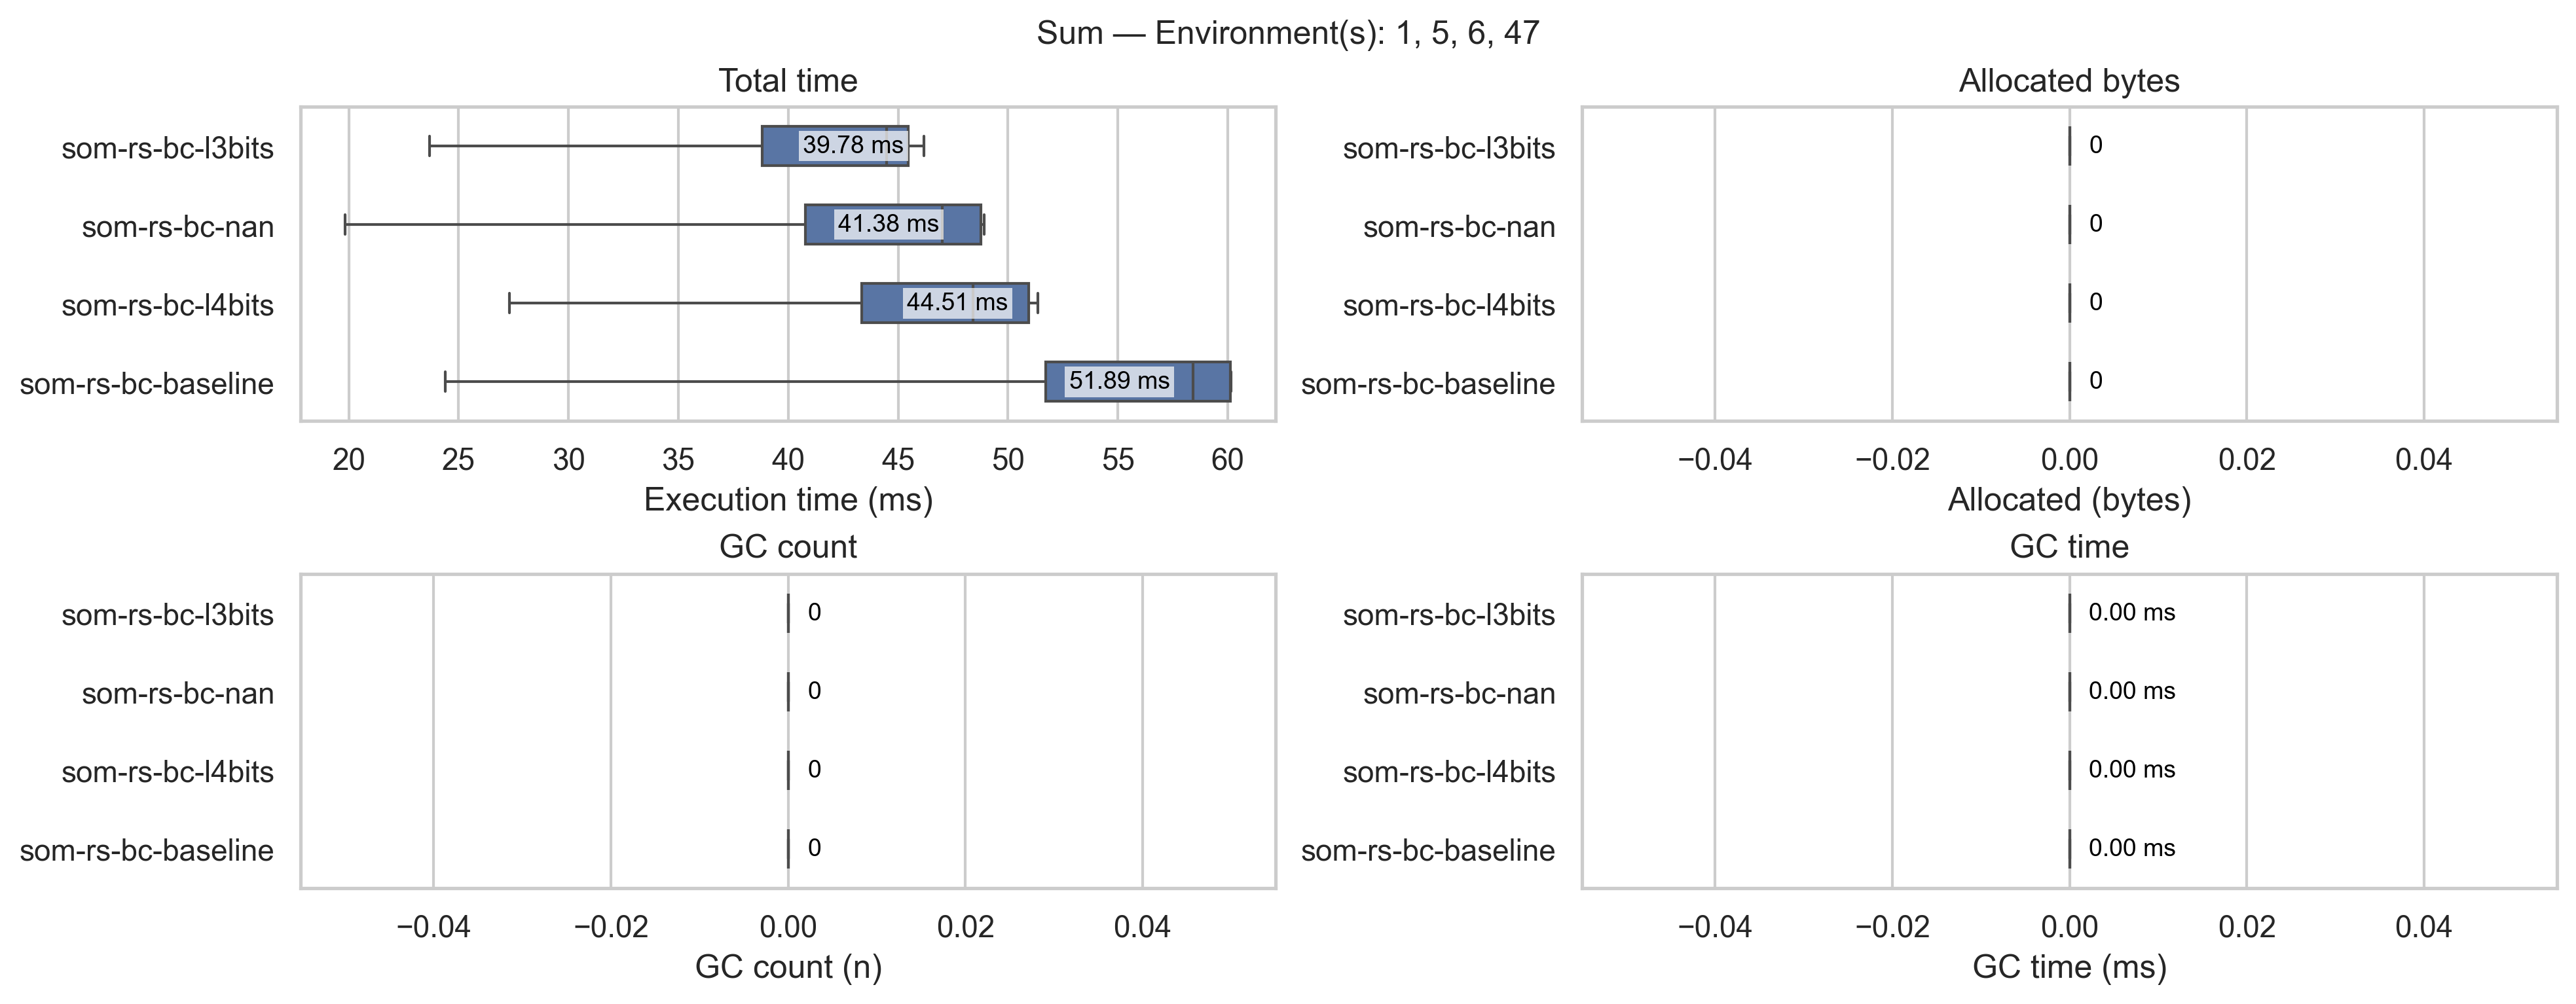 Sum — Environment(s): 1, 5, 6, 47
Total time
som-rs-bc-l3bits
39.78 ms
som-rs-bc-nan
41.38 ms
som-rs-bc-l4bits
44.51 ms
som-rs-bc-baseline
51.89 ms
20 25 30 35 40 45 50 55 60
Execution time (ms)
Allocated bytes
som-rs-bc-l3bits
0
som-rs-bc-nan
0
som-rs-bc-l4bits
0
som-rs-bc-baseline
0
−0.04 −0.02 0.00 0.02 0.04
Allocated (bytes)
GC count
som-rs-bc-l3bits
0
som-rs-bc-nan
0
som-rs-bc-l4bits
0
som-rs-bc-baseline
0
−0.04 −0.02 0.00 0.02 0.04
GC count (n)
GC time
som-rs-bc-l3bits
0.00 ms
som-rs-bc-nan
0.00 ms
som-rs-bc-l4bits
0.00 ms
som-rs-bc-baseline
0.00 ms
−0.04 −0.02 0.00 0.02 0.04
GC time (ms)